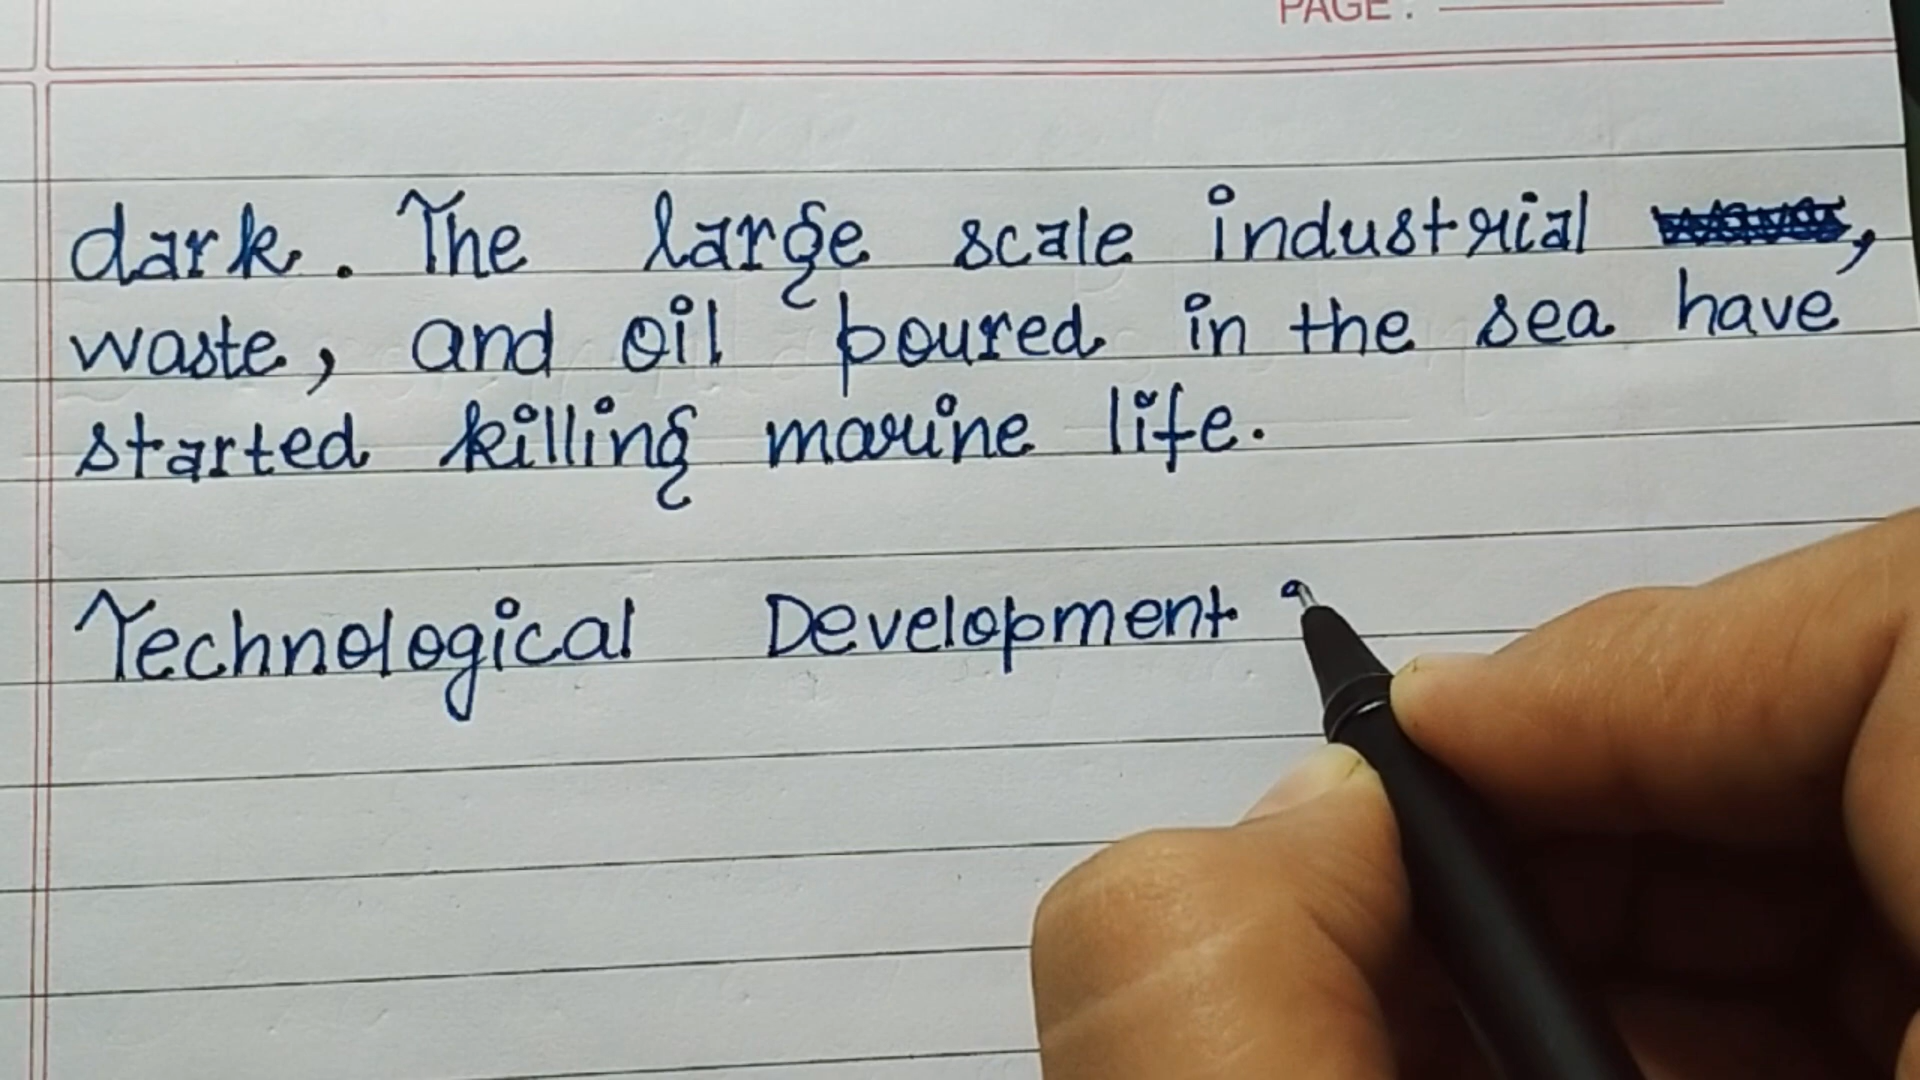 PAGE :
dark. The large scale industrial ,
waste, and oil poured in the sea have
started killing marine life.
Technological Development